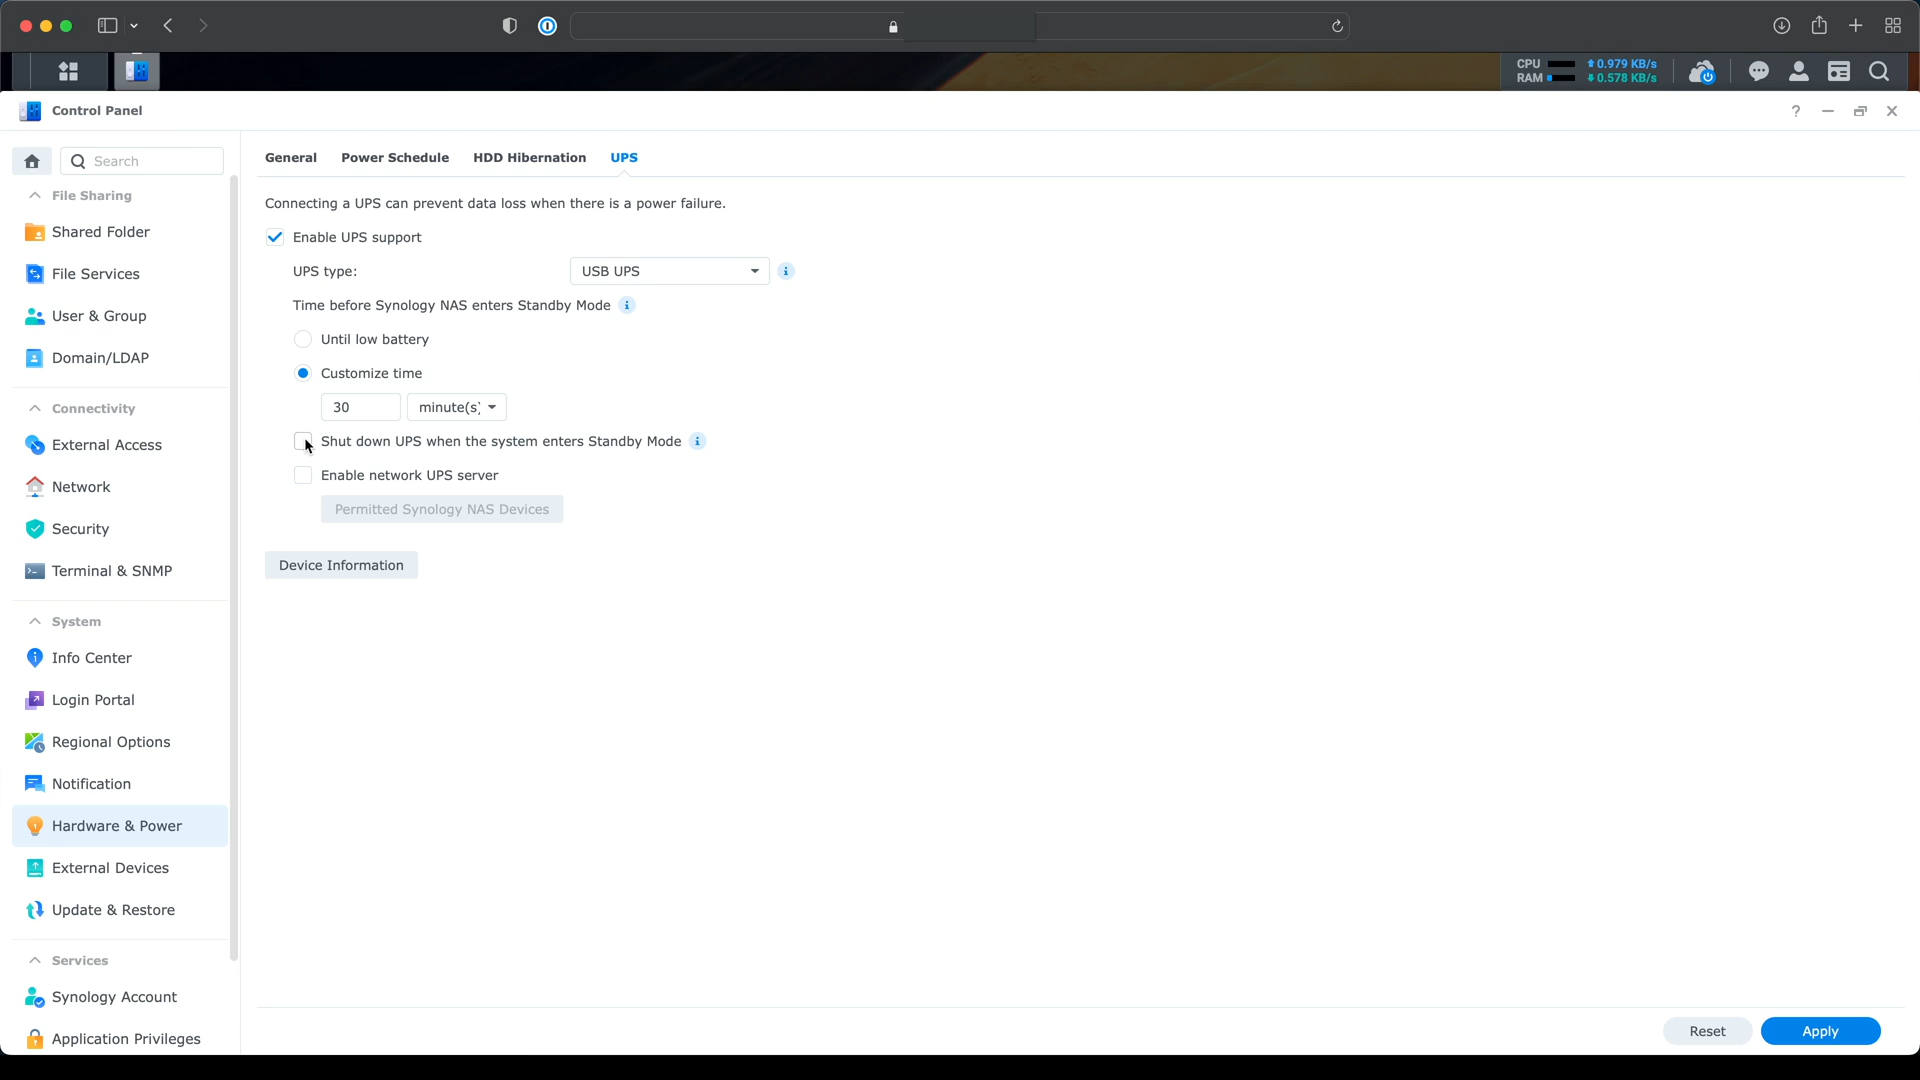 CPU ↑0.979 KB/s
RAM ↓0.578 KB/s
Control Panel
?
Search
File Sharing
Shared Folder
File Services
User & Group
Domain/LDAP
Connectivity
External Access
Network
Security
Terminal & SNMP
System
Info Center
Login Portal
Regional Options
Notification
Hardware & Power
External Devices
Update & Restore
Services
Synology Account
Application Privileges
General Power Schedule HDD Hibernation UPS
Connecting a UPS can prevent data loss when there is a power failure.
Enable UPS support
UPS type: USB UPS
Time before Synology NAS enters Standby Mode
Until low battery
Customize time
30 minute(s)
Shut down UPS when the system enters Standby Mode
Enable network UPS server
Permitted Synology NAS Devices
Device Information
Reset Apply